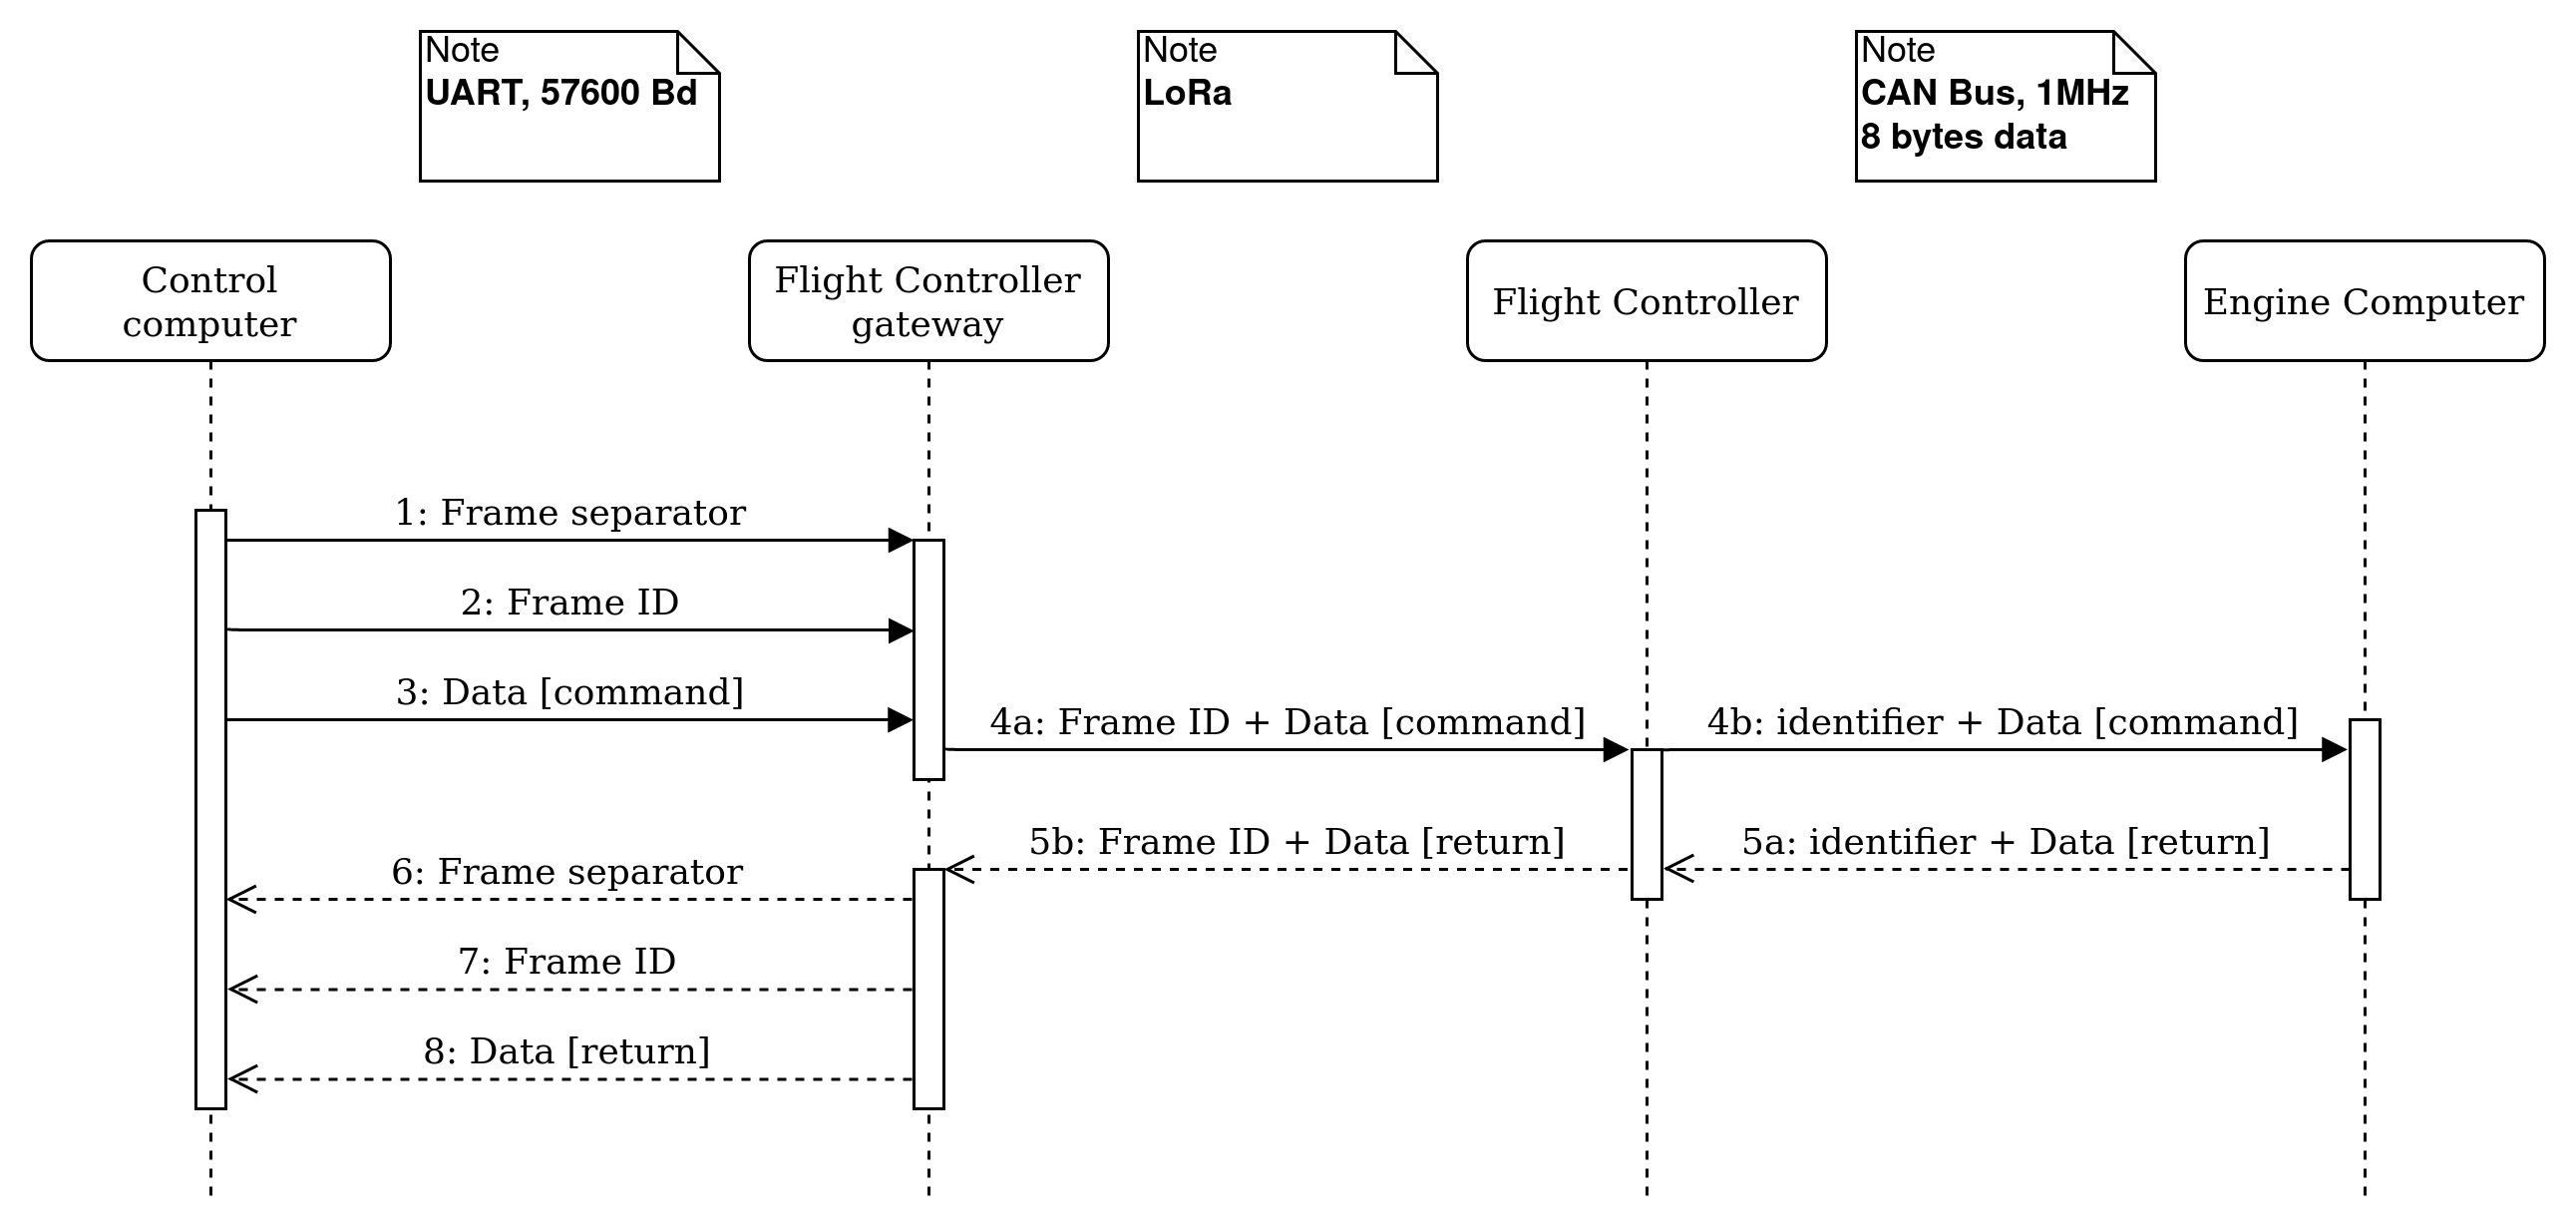 Note
UART, 57600 Bd
Note
LoRa
Note
CAN Bus, 1MHz
8 bytes data
Control
computer
Flight Controller
gateway
Flight Controller
Engine Computer
1: Frame separator
2: Frame ID
3: Data [command]
4a: Frame ID + Data [command]
4b: identifier + Data [command]
5b: Frame ID + Data [return]
5a: identifier + Data [return]
6: Frame separator
7: Frame ID
8: Data [return]